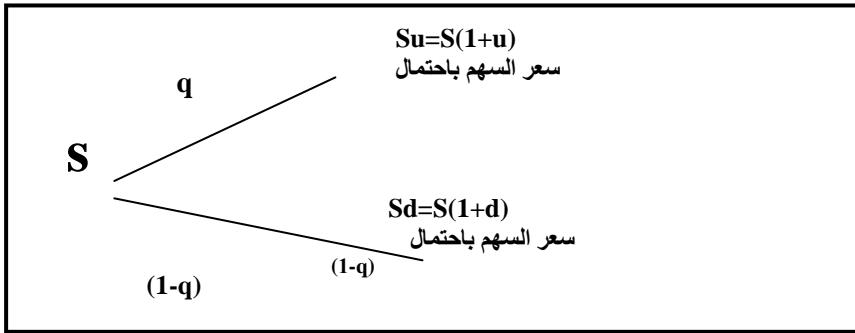 Su=S(1+u)
سعر السهم باحتمال
q
S
Sd=S(1+d)
سعر السهم باحتمال
(1-q)
(1-q)